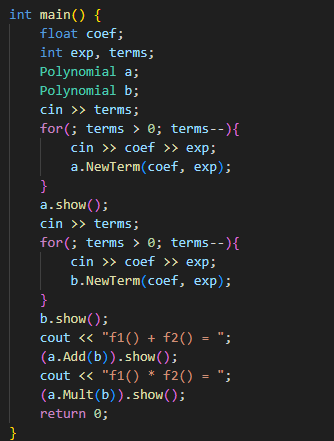 int main() {
    float coef;
    int exp, terms;
    Polynomial a;
    Polynomial b;
    cin >> terms;
    for(; terms > 0; terms--){
        cin >> coef >> exp;
        a.NewTerm(coef, exp);
    }
    a.show();
    cin >> terms;
    for(; terms > 0; terms--){
        cin >> coef >> exp;
        b.NewTerm(coef, exp);
    }
    b.show();
    cout << "f1() + f2() = ";
    (a.Add(b)).show();
    cout << "f1() * f2() = ";
    (a.Mult(b)).show();
    return 0;
}